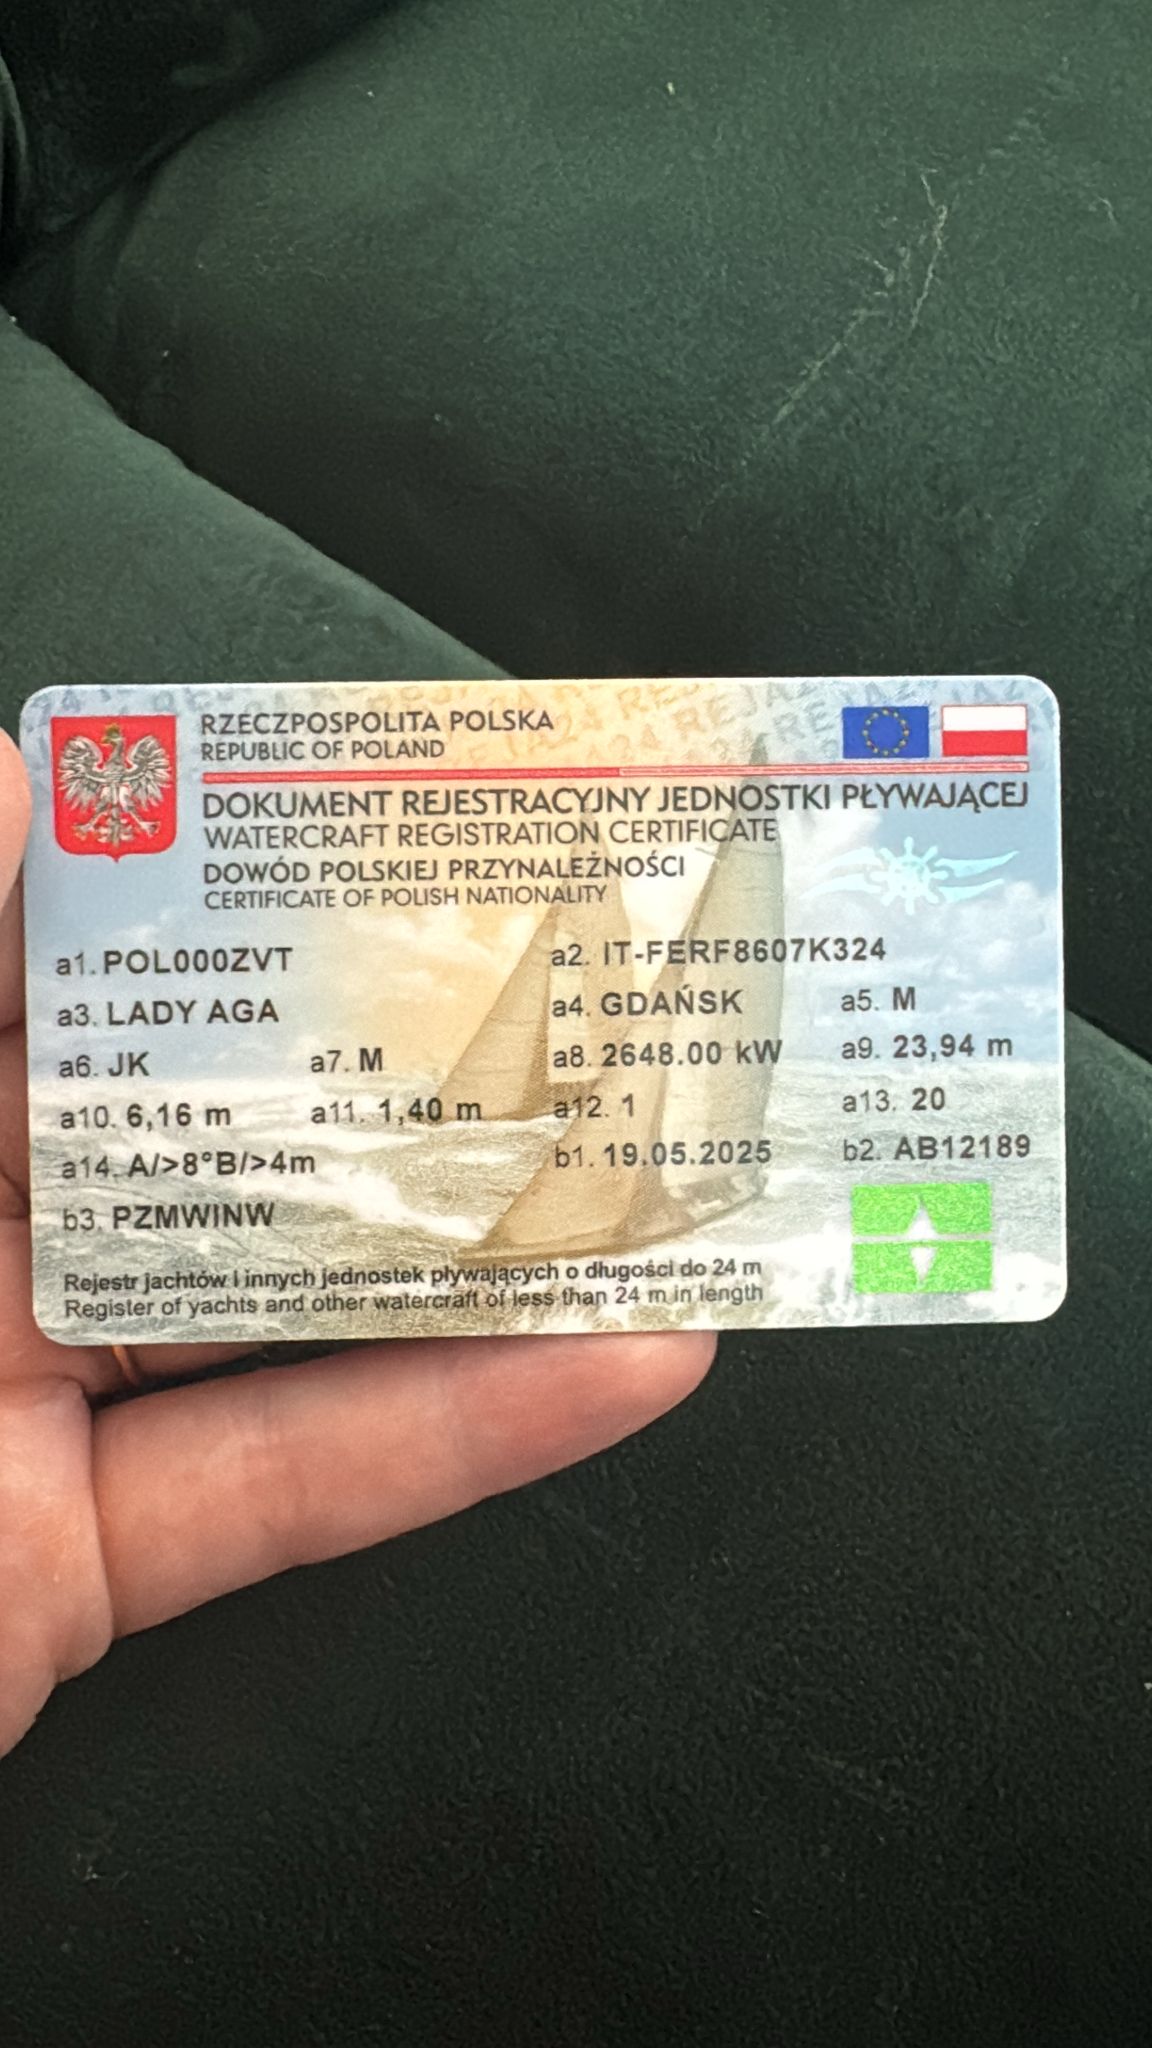 RZECZPOSPOLITA POLSKA
REPUBLIC OF POLAND
DOKUMENT REJESTRACYJNY JEDNOSTKI PŁYWAJĄCEJ
WATERCRAFT REGISTRATION CERTIFICATE
DOWÓD POLSKIEJ PRZYNALEŻNOŚCI
CERTIFICATE OF POLISH NATIONALITY
a1. POL000ZVT a2. IT-FERF8607K324
a3. LADY AGA a4. GDAŃSK a5. M
a6. JK a7. M a8. 2648.00 kW a9. 23,94 m
a10. 6,16 m a11. 1,40 m a12. 1 a13. 20
a14. A/>8°B/>4m b1. 19.05.2025 b2. AB12189
b3. PZMWINW
Rejestr jachtów i innych jednostek pływających o długości do 24 m
Register of yachts and other watercraft of less than 24 m in length